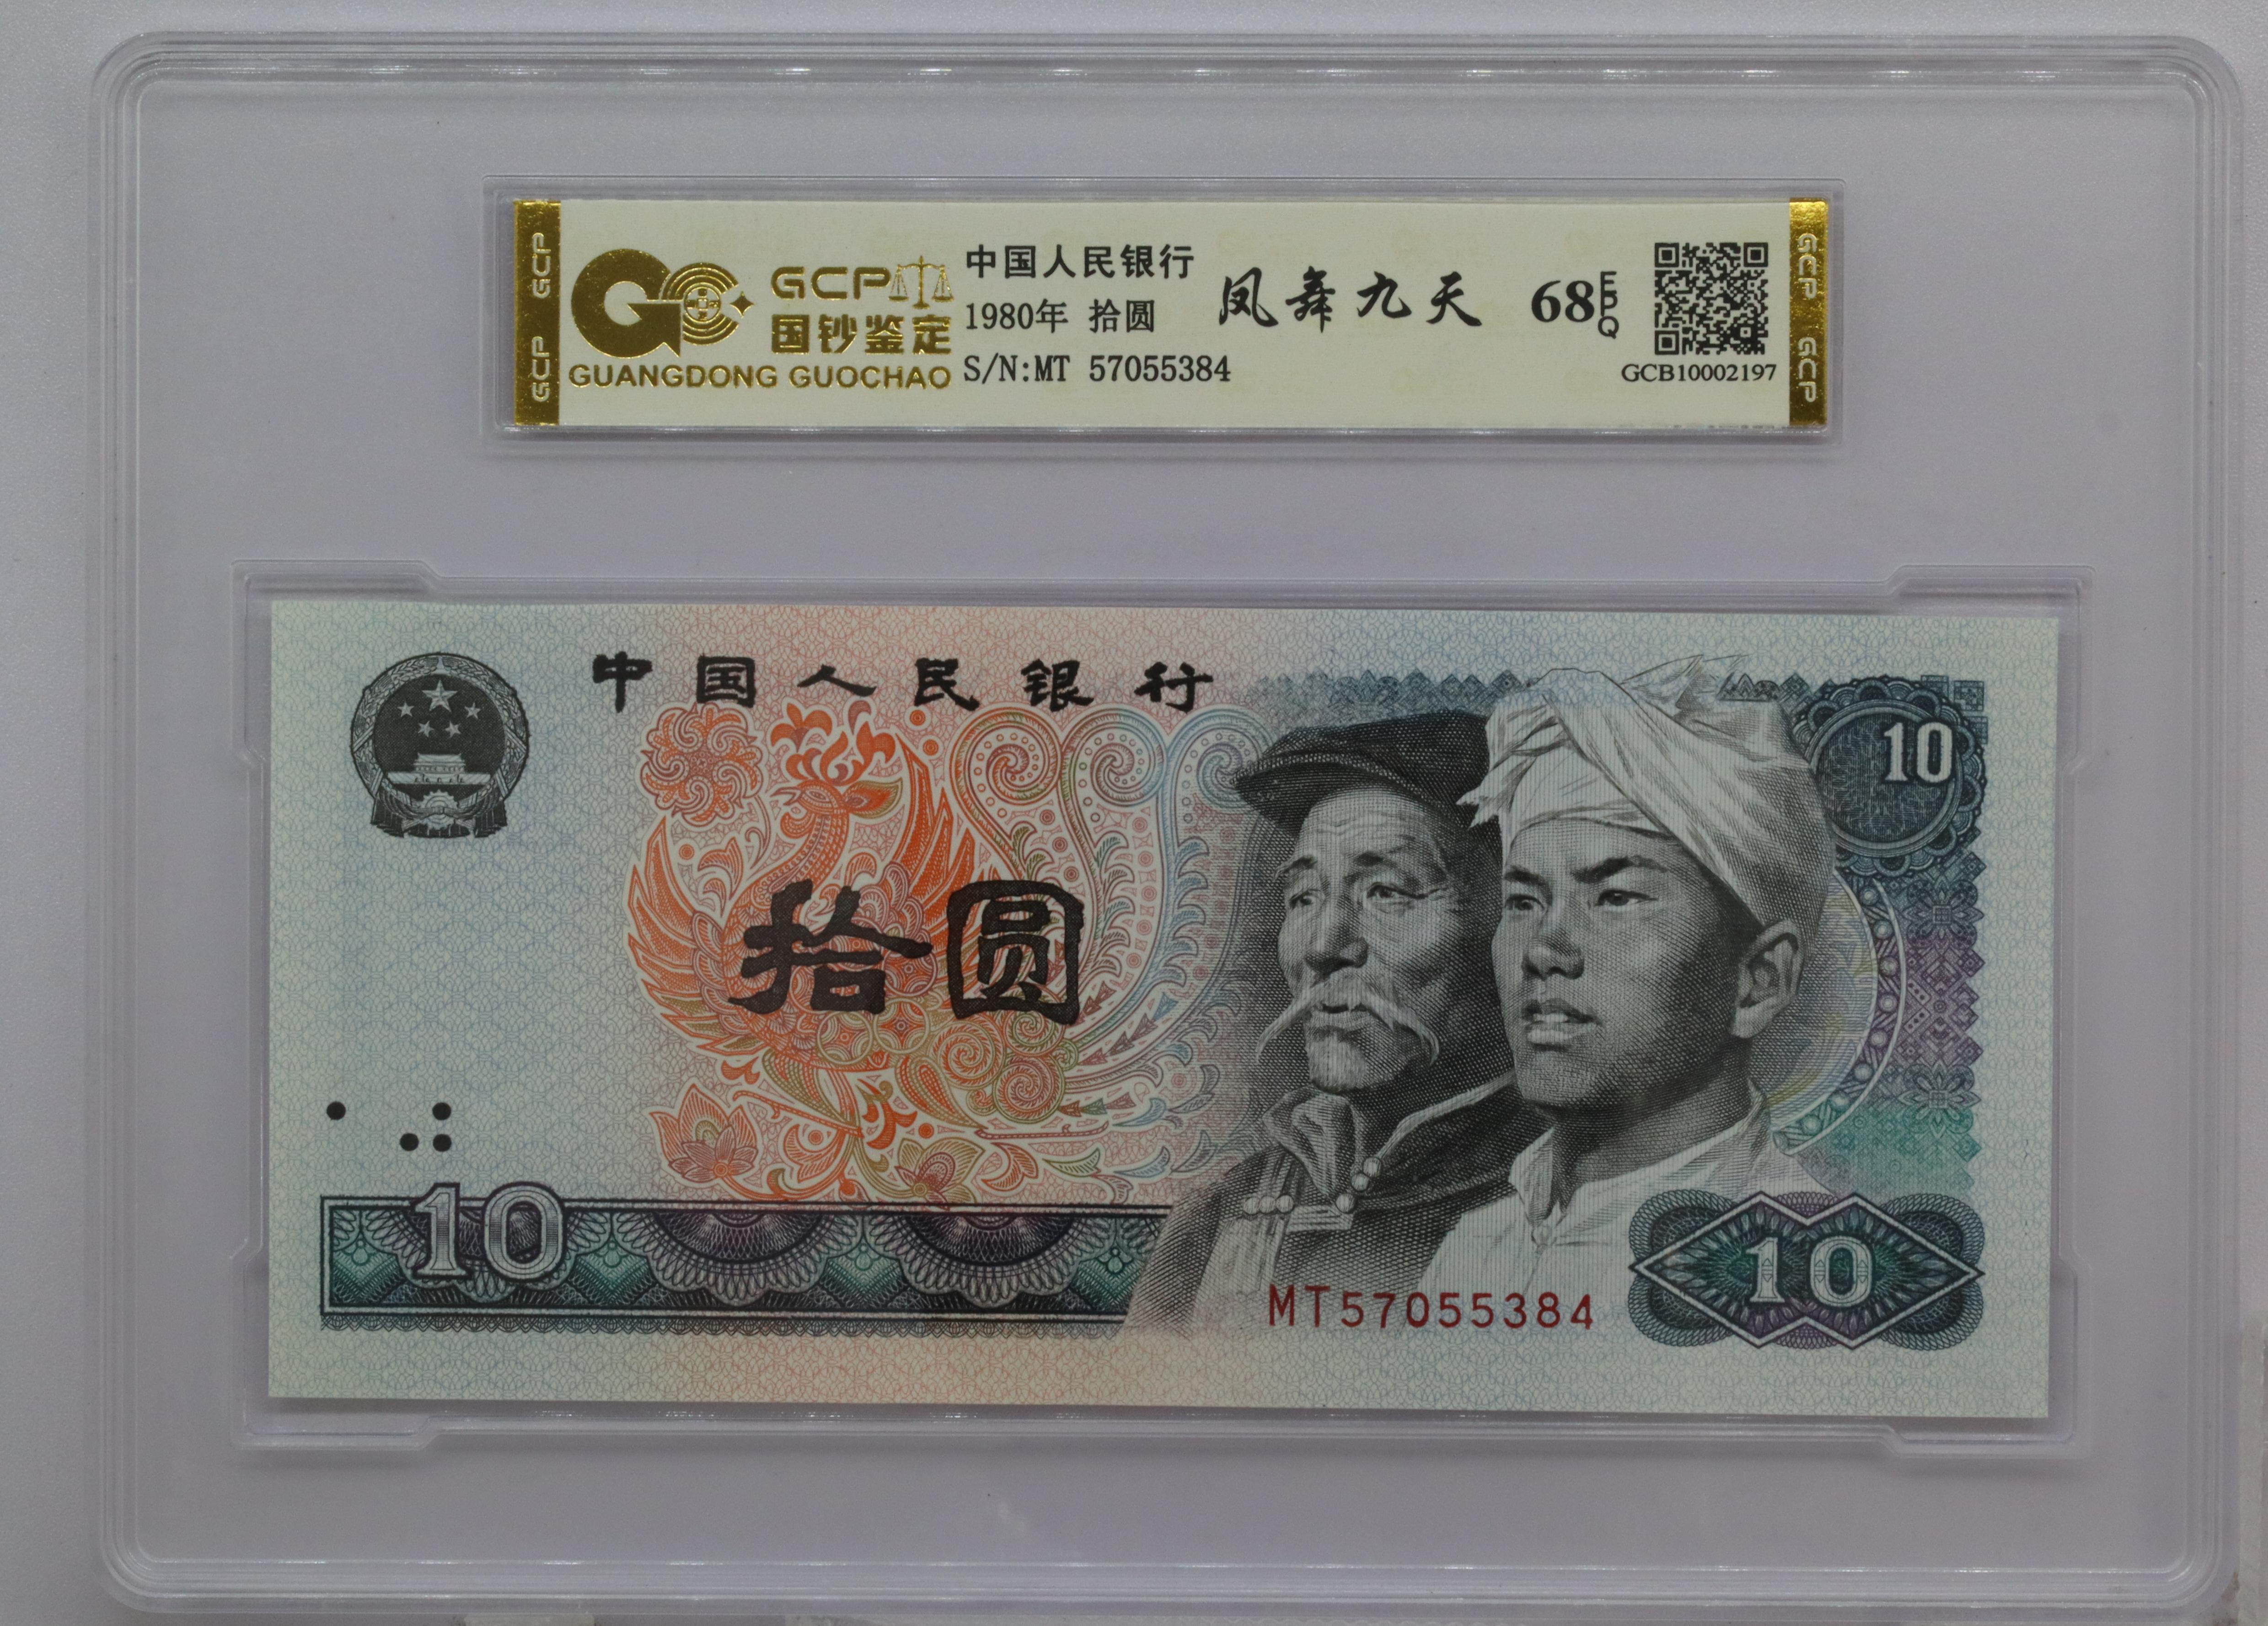 GCP GCP
GCP
国钞鉴定
GUANGDONG GUOCHAO
中国人民银行
1980年 拾圆
S/N:MT 57055384
凤舞九天
68 EPQ
GCB10002197
GCP GCP
中国人民银行
10
拾圆
10
MT57055384
10